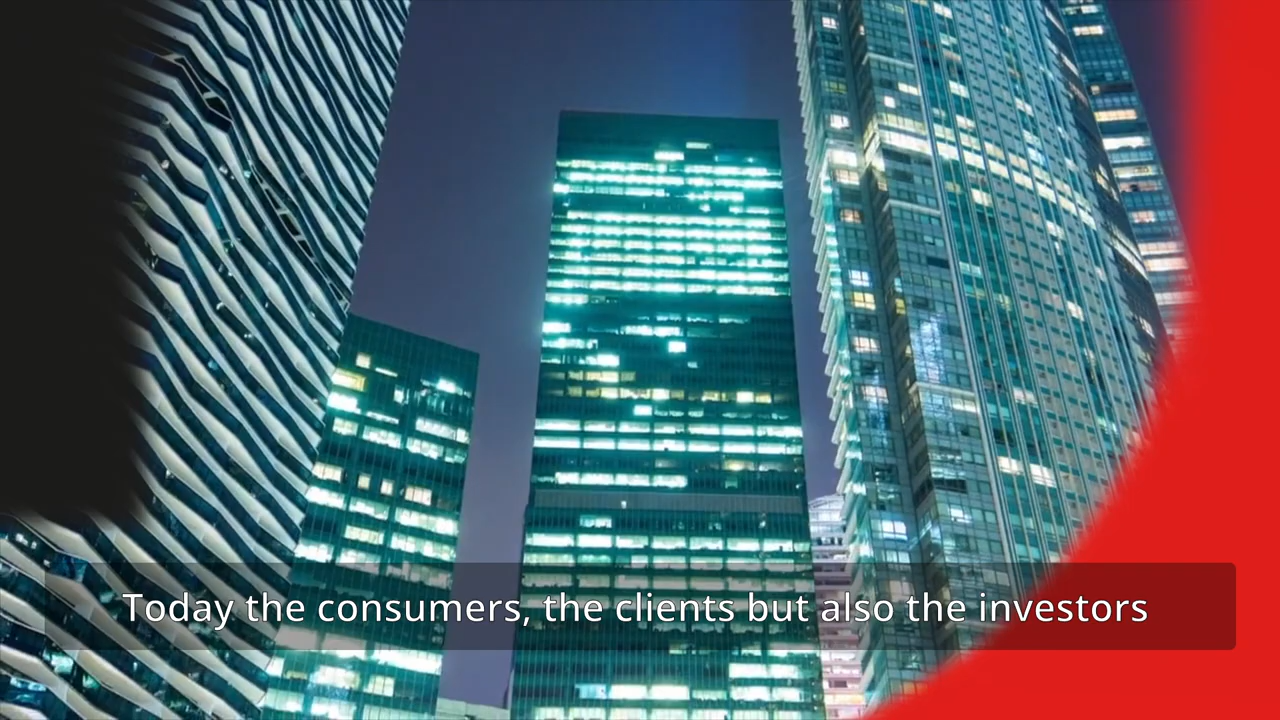 Today the consumers, the clients but also the investors